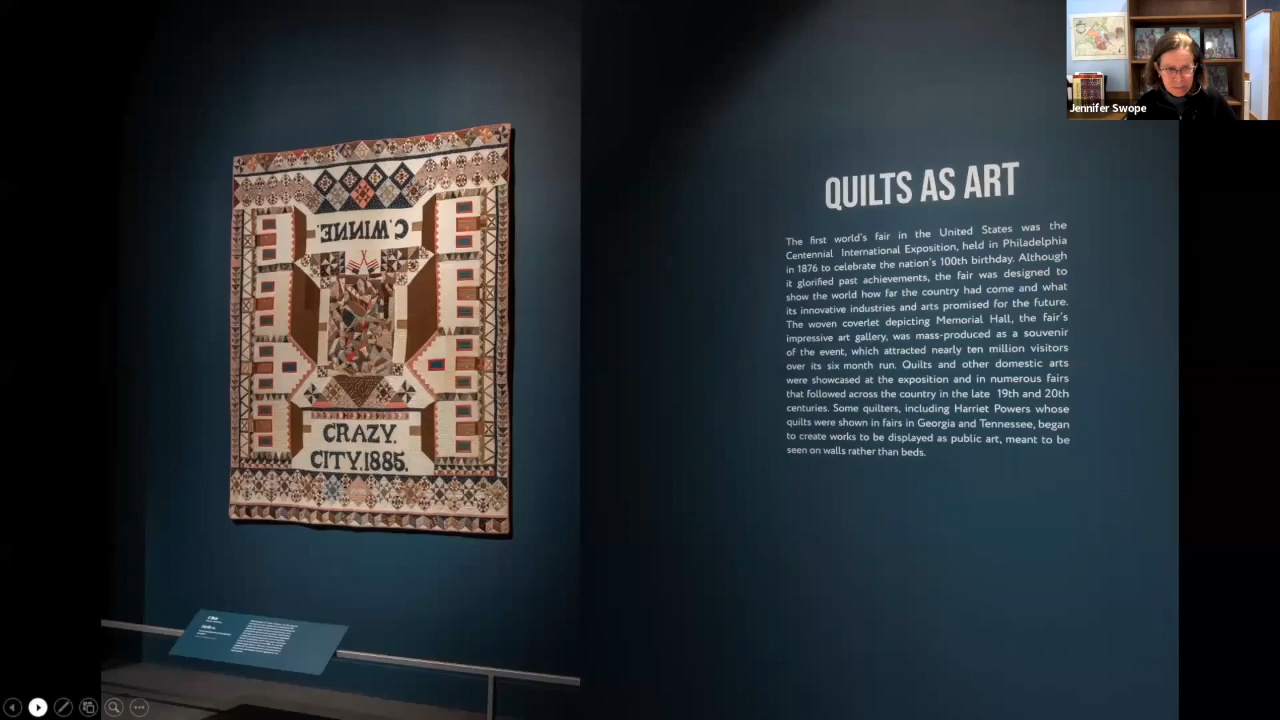 Jennifer Swope
C. WINNE.
CRAZY.
CITY.1885.
QUILTS AS ART
The first world's fair in the United States was the
Centennial International Exposition, held in Philadelphia
in 1876 to celebrate the nation's 100th birthday. Although
it glorified past achievements, the fair was designed to
show the world how far the country had come and what
its innovative industries and arts promised for the future.
The woven coverlet depicting Memorial Hall, the fair's
impressive art gallery, was mass-produced as a souvenir
of the event, which attracted nearly ten million visitors
over its six month run. Quilts and other domestic arts
were showcased at the exposition and in numerous fairs
that followed across the country in the late 19th and 20th
centuries. Some quilters, including Harriet Powers whose
quilts were shown in fairs in Georgia and Tennessee, began
to create works to be displayed as public art, meant to be
seen on walls rather than beds.